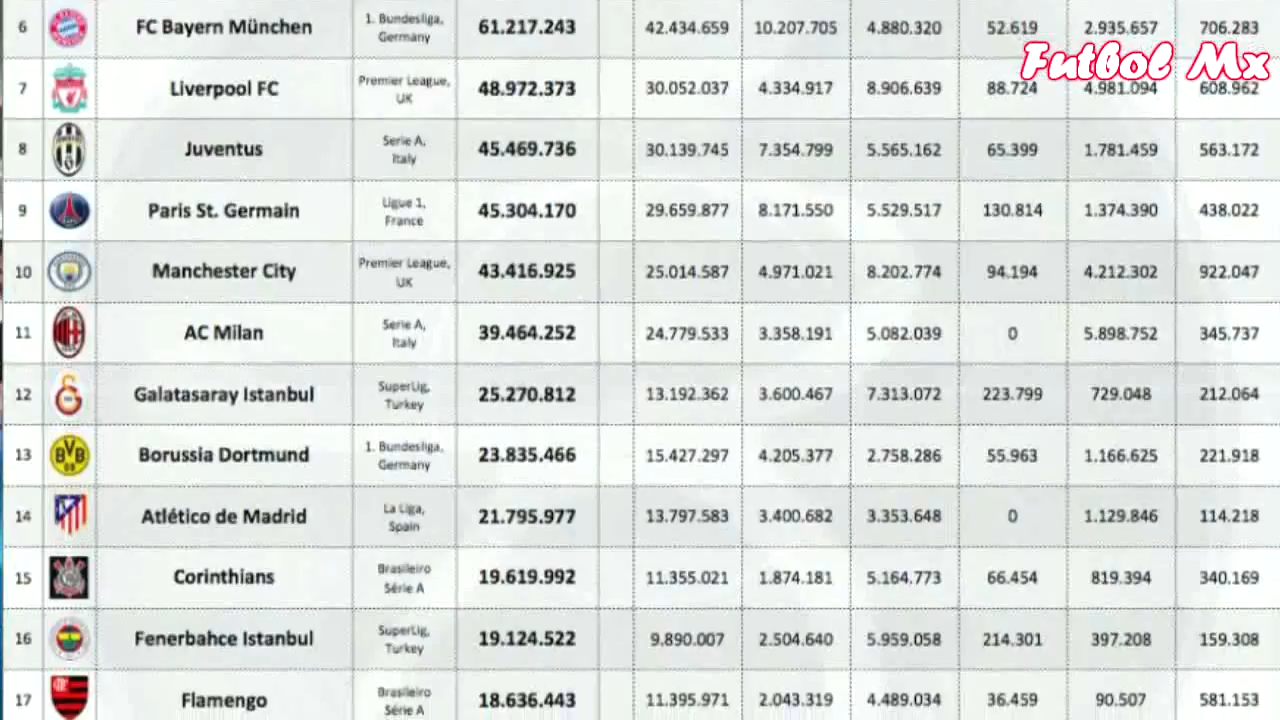 6 FC Bayern München 1. Bundesliga, Germany 61.217.243 42.434.659 10.207.705 4.880.320 52.619 2.935.657 706.283
Futbol Mx
7 Liverpool FC Premier League, UK 48.972.373 30.052.037 4.334.917 8.906.639 88.724 4.981.094 608.962
8 Juventus Serie A, Italy 45.469.736 30.139.745 7.354.799 5.565.162 65.399 1.781.459 563.172
9 Paris St. Germain Ligue 1, France 45.304.170 29.659.877 8.171.550 5.529.517 130.814 1.374.390 438.022
10 Manchester City Premier League, UK 43.416.925 25.014.587 4.971.021 8.202.774 94.194 4.212.302 922.047
11 AC Milan Serie A, Italy 39.464.252 24.779.533 3.358.191 5.082.039 0 5.898.752 345.737
12 Galatasaray Istanbul SuperLig, Turkey 25.270.812 13.192.362 3.600.467 7.313.072 223.799 729.048 212.064
13 Borussia Dortmund 1. Bundesliga, Germany 23.835.466 15.427.297 4.205.377 2.758.286 55.963 1.166.625 221.918
14 Atlético de Madrid La Liga, Spain 21.795.977 13.797.583 3.400.682 3.353.648 0 1.129.846 114.218
15 Corinthians Brasileiro Série A 19.619.992 11.355.021 1.874.181 5.164.773 66.454 819.394 340.169
16 Fenerbahce Istanbul SuperLig, Turkey 19.124.522 9.890.007 2.504.640 5.959.058 214.301 397.208 159.308
17 Flamengo Brasileiro Série A 18.636.443 11.395.971 2.043.319 4.489.034 36.459 90.507 581.153